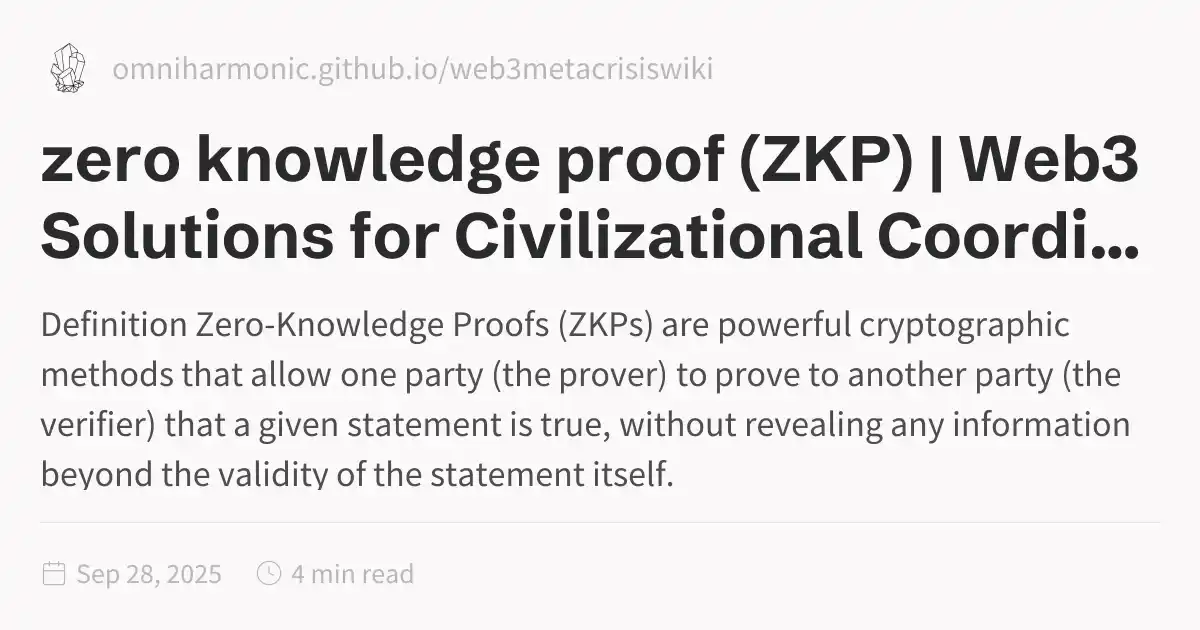 omniharmonic.github.io/web3metacrisiswiki
zero knowledge proof (ZKP) | Web3
Solutions for Civilizational Coordi...
Definition Zero-Knowledge Proofs (ZKPs) are powerful cryptographic
methods that allow one party (the prover) to prove to another party (the
verifier) that a given statement is true, without revealing any information
beyond the validity of the statement itself.
Sep 28, 2025 4 min read